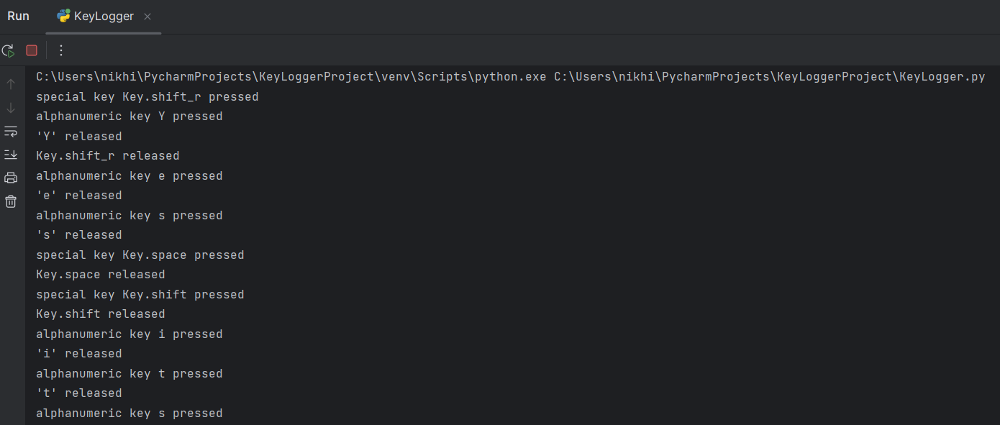 Run KeyLogger
C:\Users\nikhi\PycharmProjects\KeyLoggerProject\venv\Scripts\python.exe C:\Users\nikhi\PycharmProjects\KeyLoggerProject\KeyLogger.py
special key Key.shift_r pressed
alphanumeric key Y pressed
'Y' released
Key.shift_r released
alphanumeric key e pressed
'e' released
alphanumeric key s pressed
's' released
special key Key.space pressed
Key.space released
special key Key.shift pressed
Key.shift released
alphanumeric key i pressed
'i' released
alphanumeric key t pressed
't' released
alphanumeric key s pressed